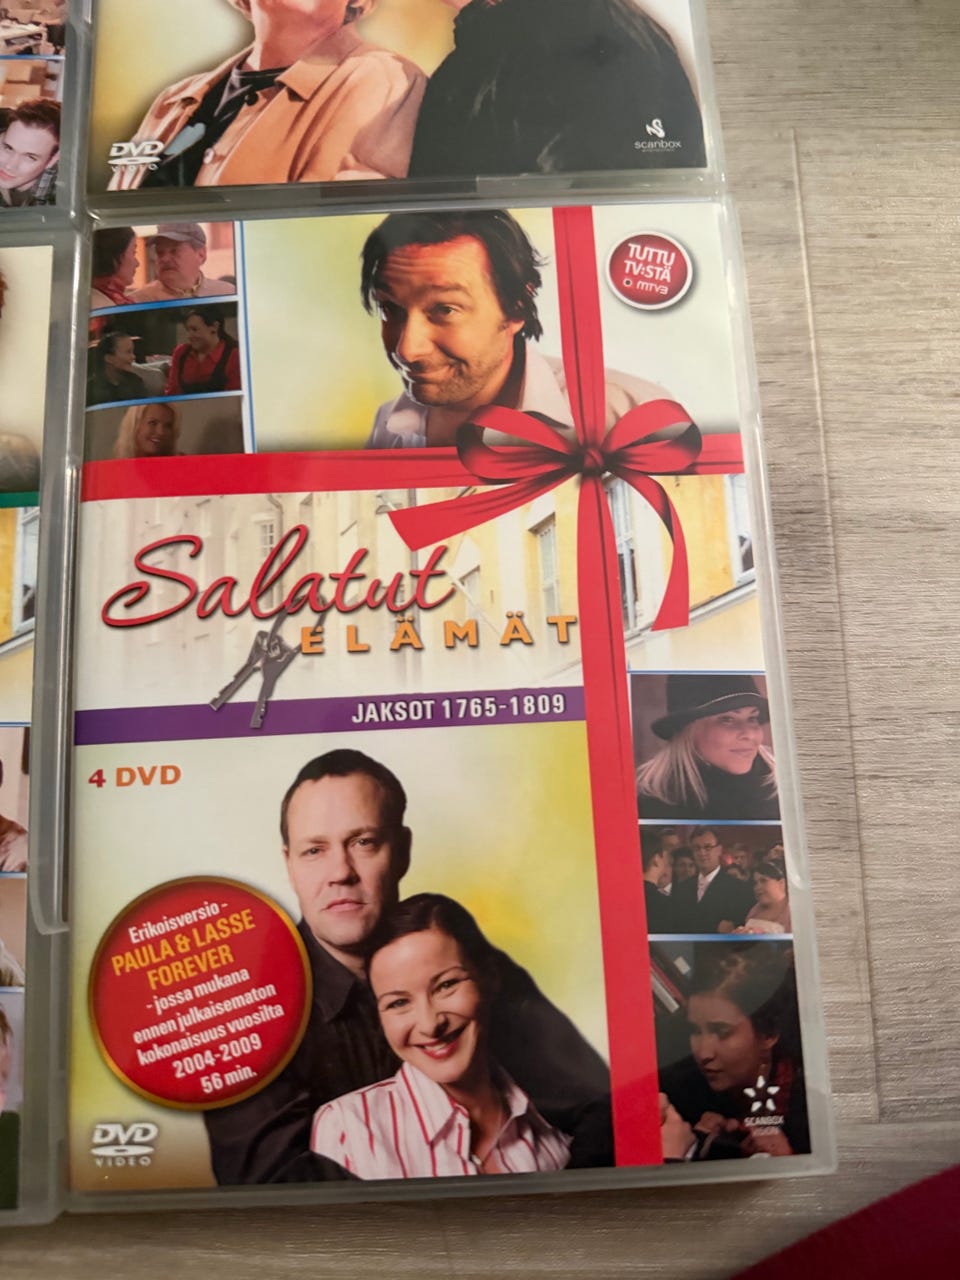 DVD
VIDEO
scanbox
TUTTU
TV:STÄ
MTV3
Salatut
ELÄMÄT
JAKSOT 1765-1809
4 DVD
Erikoisversio -
PAULA & LASSE
FOREVER
- jossa mukana
ennen julkaisematon
kokonaisuus vuosilta
2004-2009
56 min.
DVD
VIDEO
SCANBOX